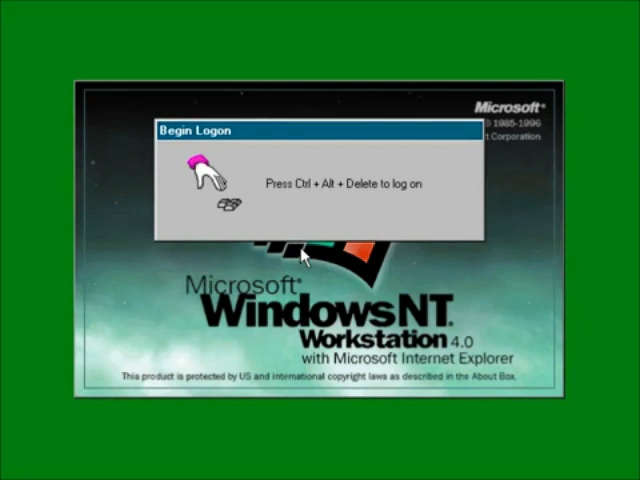 Microsoft®
© 1985-1996
t Corporation
Begin Logon
Press Ctrl + Alt + Delete to log on
Microsoft®
WindowsNT®
Workstation 4.0
with Microsoft Internet Explorer
This product is protected by US and international copyright laws as described in the About Box.